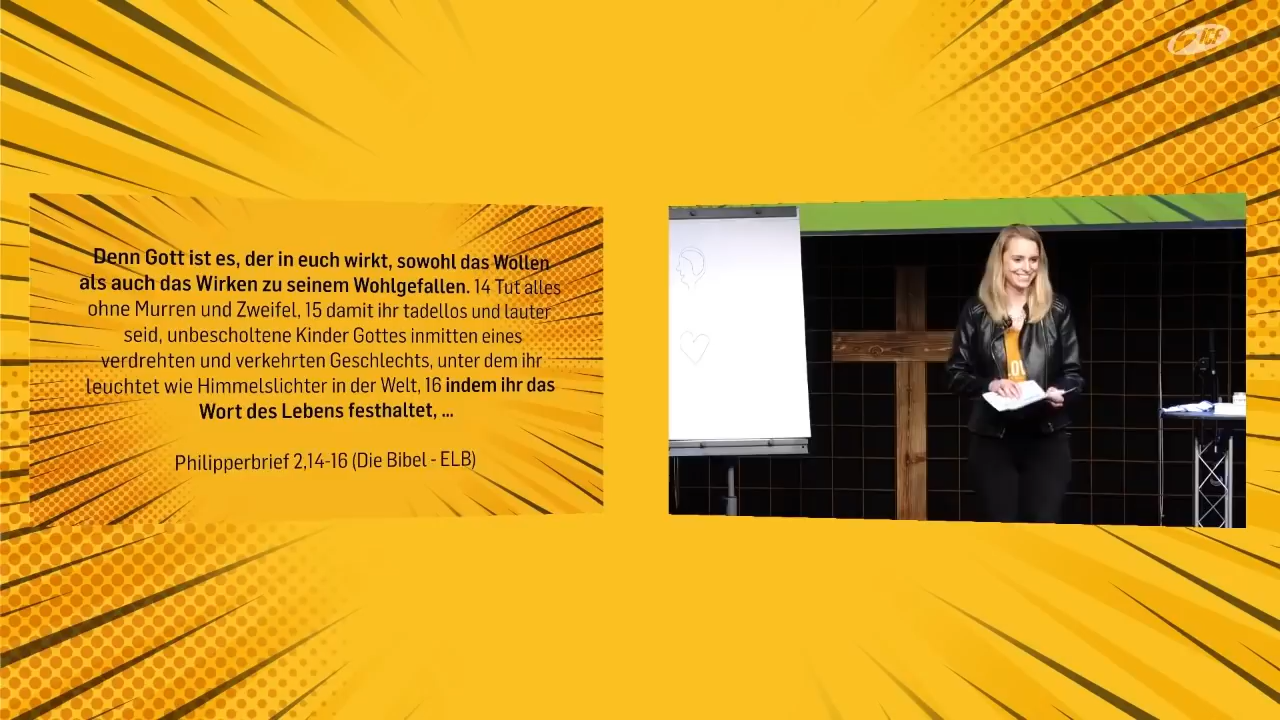 ICF
Denn Gott ist es, der in euch wirkt, sowohl das Wollen
als auch das Wirken zu seinem Wohlgefallen. 14 Tut alles
ohne Murren und Zweifel, 15 damit ihr tadellos und lauter
seid, unbescholtene Kinder Gottes inmitten eines
verdrehten und verkehrten Geschlechts, unter dem ihr
leuchtet wie Himmelslichter in der Welt, 16 indem ihr das
Wort des Lebens festhaltet, ...
Philipperbrief 2,14-16 (Die Bibel - ELB)